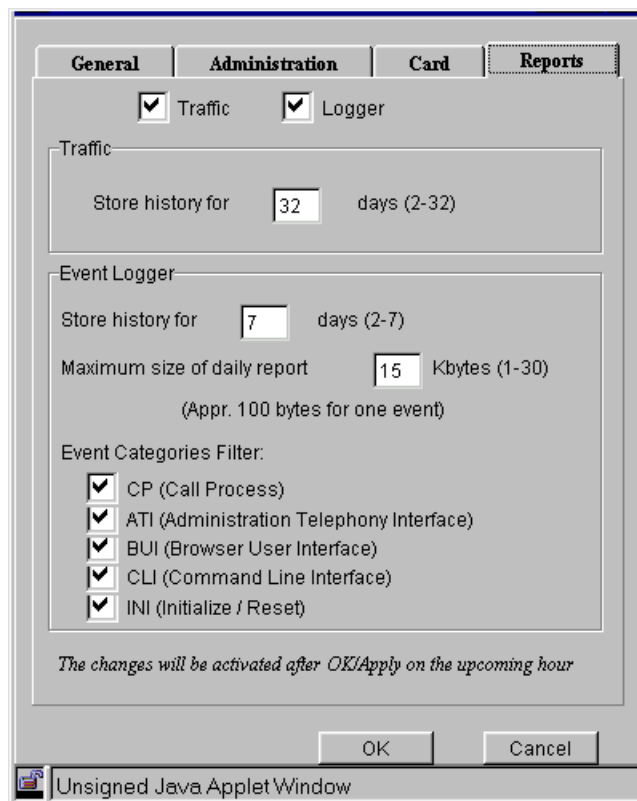 General Administration Card Reports
Traffic Logger
Traffic
Store history for 32 days (2-32)
Event Logger
Store history for 7 days (2-7)
Maximum size of daily report 15 Kbytes (1-30)
(Appr. 100 bytes for one event)
Event Categories Filter:
CP (Call Process)
ATI (Administration Telephony Interface)
BUI (Browser User Interface)
CLI (Command Line Interface)
INI (Initialize / Reset)
The changes will be activated after OK/Apply on the upcoming hour
OK Cancel
Unsigned Java Applet Window